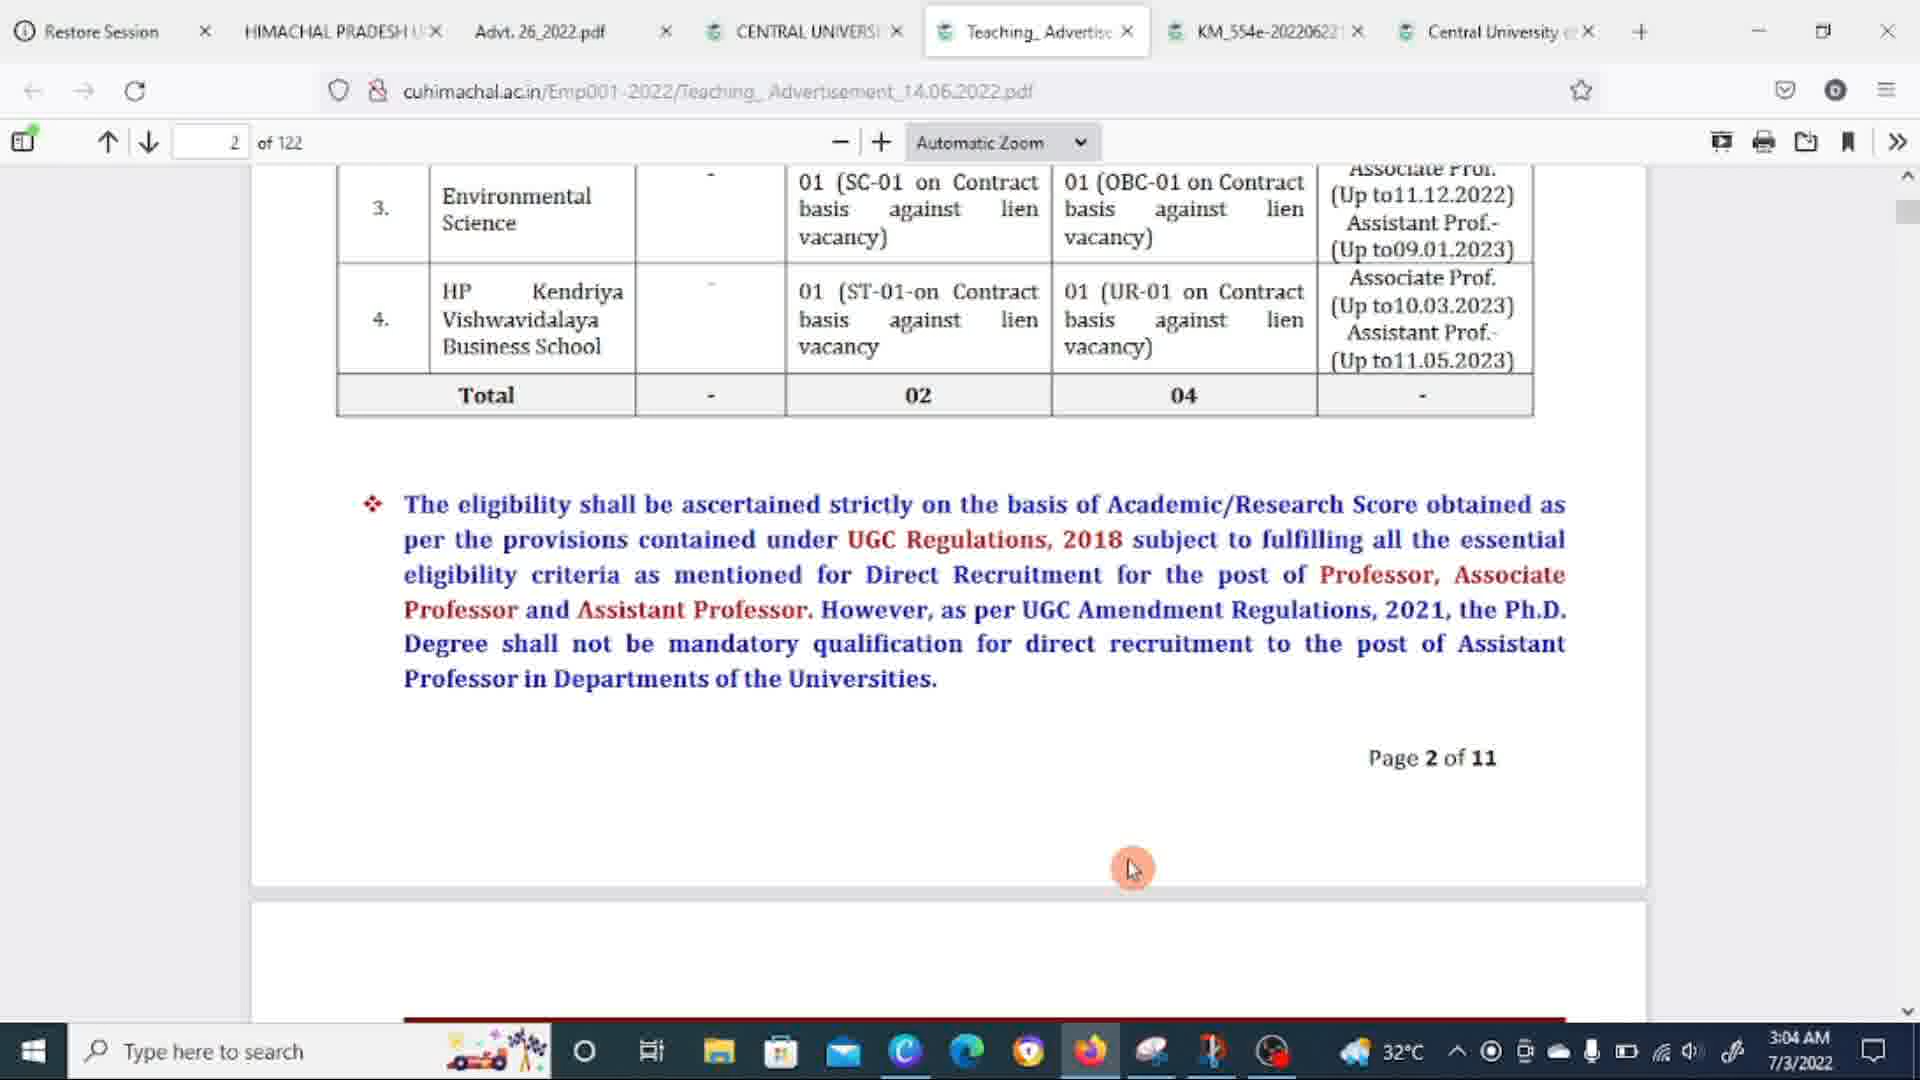 Restore Session
HIMACHAL PRADESH U
Advt. 26_2022.pdf
CENTRAL UNIVERSI
Teaching_ Advertise
KM_554e-20220622
Central University
cuhimachal.ac.in/Emp001-2022/Teaching_ Advertisement_14.06.2022.pdf
2 of 122
Automatic Zoom
3.
Environmental
Science
-
01 (SC-01 on Contract
basis against lien
vacancy)
01 (OBC-01 on Contract
basis against lien
vacancy)
Associate Prof.
(Up to11.12.2022)
Assistant Prof.-
(Up to09.01.2023)
4.
HP Kendriya
Vishwavidalaya
Business School
-
01 (ST-01-on Contract
basis against lien
vacancy
01 (UR-01 on Contract
basis against lien
vacancy)
Associate Prof.
(Up to10.03.2023)
Assistant Prof.-
(Up to11.05.2023)
Total - 02 04 -
❖ The eligibility shall be ascertained strictly on the basis of Academic/Research Score obtained as
per the provisions contained under UGC Regulations, 2018 subject to fulfilling all the essential
eligibility criteria as mentioned for Direct Recruitment for the post of Professor, Associate
Professor and Assistant Professor. However, as per UGC Amendment Regulations, 2021, the Ph.D.
Degree shall not be mandatory qualification for direct recruitment to the post of Assistant
Professor in Departments of the Universities.
Page 2 of 11
Type here to search
32°C
3:04 AM
7/3/2022